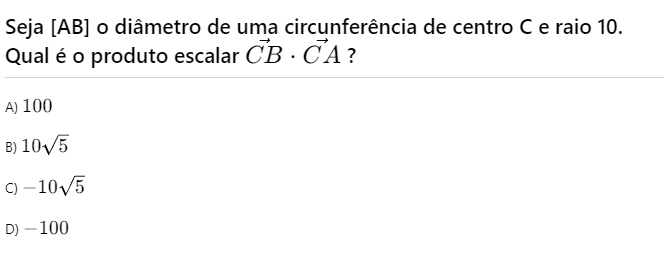 Seja [AB] o diâmetro de uma circunferência de centro C e raio 10.
Qual é o produto escalar $\vec{CB} \cdot \vec{CA}$ ?
A) 100
B) $10\sqrt{5}$
C) $-10\sqrt{5}$
D) −100